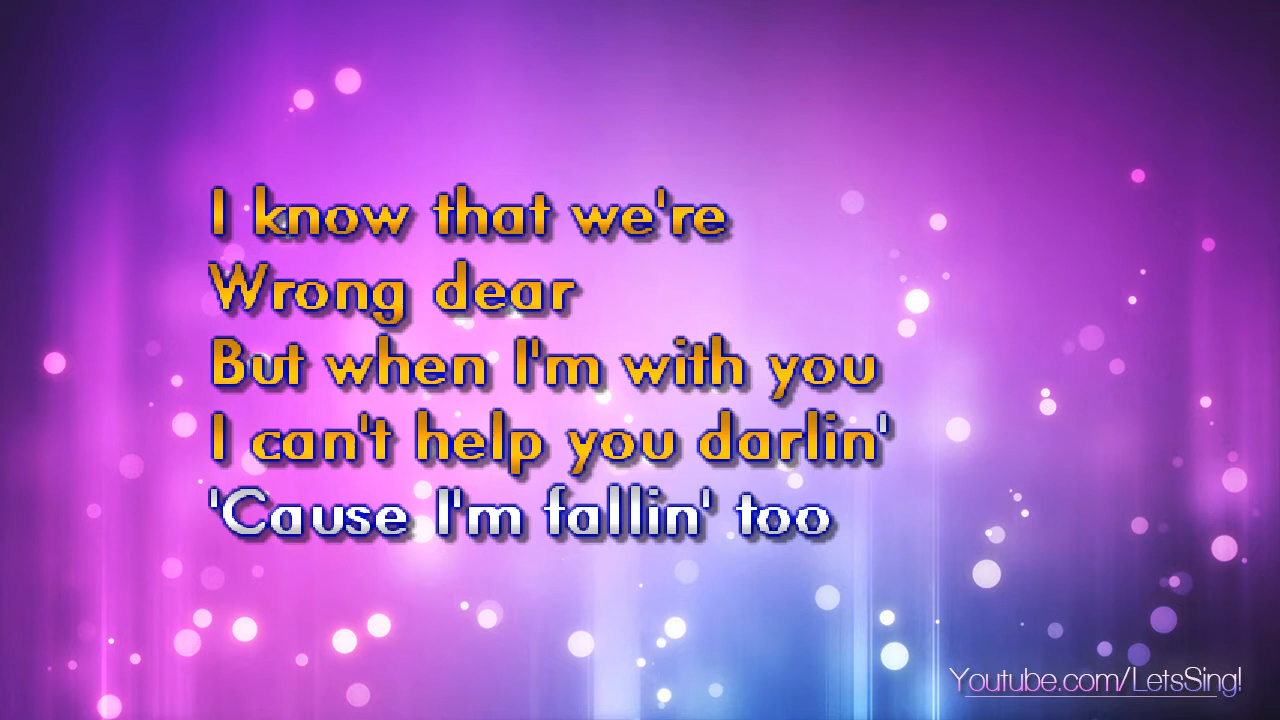 I know that we're
Wrong dear
But when I'm with you
I can't help you darlin'
'Cause I'm fallin' too
Youtube.com/LetsSing!